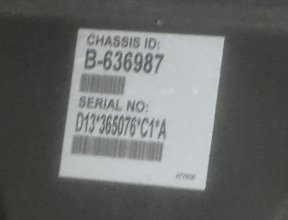 CHASSIS ID:
B-636987
SERIAL NO:
D13*365076*C1*A